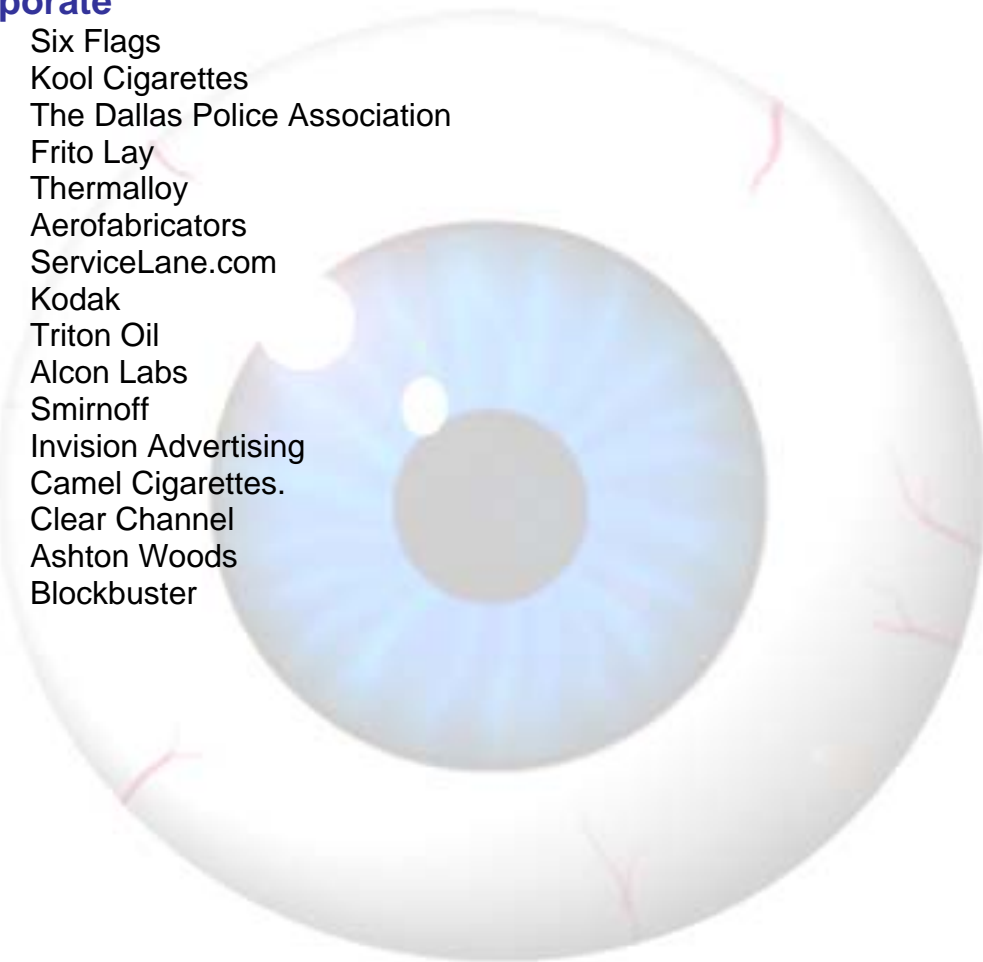 porate
Six Flags
Kool Cigarettes
The Dallas Police Association
Frito Lay
Thermalloy
Aerofabricators
ServiceLane.com
Kodak
Triton Oil
Alcon Labs
Smirnoff
Invision Advertising
Camel Cigarettes.
Clear Channel
Ashton Woods
Blockbuster